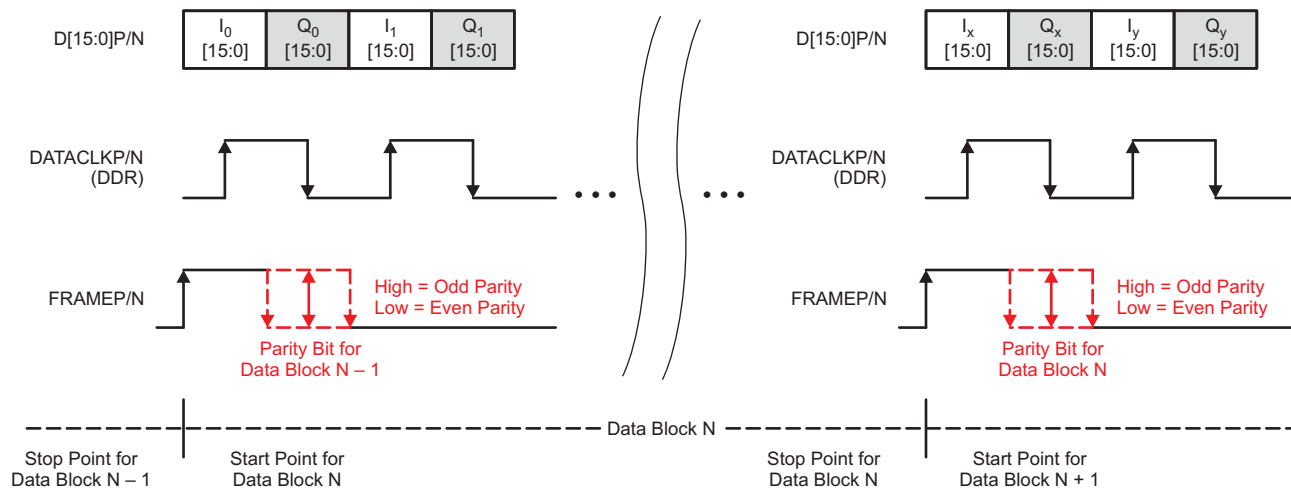 D[15:0]P/N
I0 Q0 I1 Q1
[15:0] [15:0] [15:0] [15:0]
D[15:0]P/N
Ix Qx Iy Qy
[15:0] [15:0] [15:0] [15:0]
DATACLKP/N
(DDR)
DATACLKP/N
(DDR)
FRAMEP/N
High = Odd Parity
Low = Even Parity
Parity Bit for
Data Block N – 1
FRAMEP/N
High = Odd Parity
Low = Even Parity
Parity Bit for
Data Block N
Data Block N
Stop Point for
Data Block N – 1
Start Point for
Data Block N
Stop Point for
Data Block N
Start Point for
Data Block N + 1